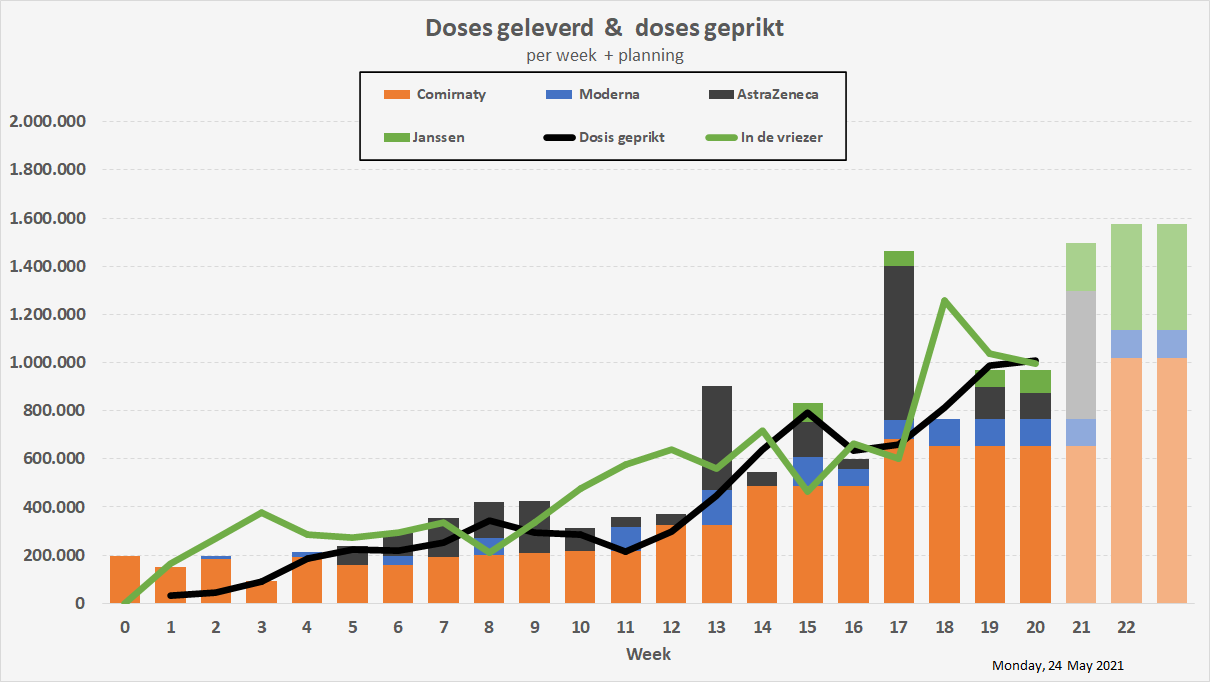 Doses geleverd & doses geprikt
per week + planning
Comirnaty Moderna AstraZeneca
Janssen Dosis geprikt In de vriezer
2.000.000
1.800.000
1.600.000
1.400.000
1.200.000
1.000.000
800.000
600.000
400.000
200.000
0
0 1 2 3 4 5 6 7 8 9 10 11 12 13 14 15 16 17 18 19 20 21 22
Week
Monday, 24 May 2021